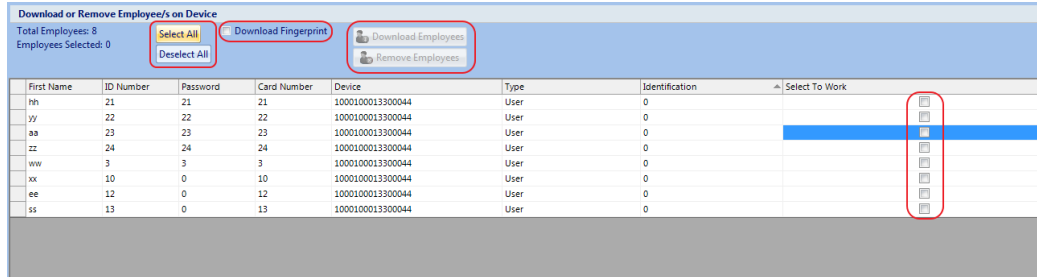 Download or Remove Employee/s on Device
Total Employees: 8
Employees Selected: 0
Select All
Deselect All
Download Fingerprint
Download Employees
Remove Employees
First Name ID Number Password Card Number Device Type Identification Select To Work
hh 21 21 21 1000100013300044 User 0
yy 22 22 22 1000100013300044 User 0
aa 23 23 23 1000100013300044 User 0
zz 24 24 24 1000100013300044 User 0
ww 3 3 3 1000100013300044 User 0
xx 10 0 10 1000100013300044 User 0
ee 12 0 12 1000100013300044 User 0
ss 13 0 13 1000100013300044 User 0